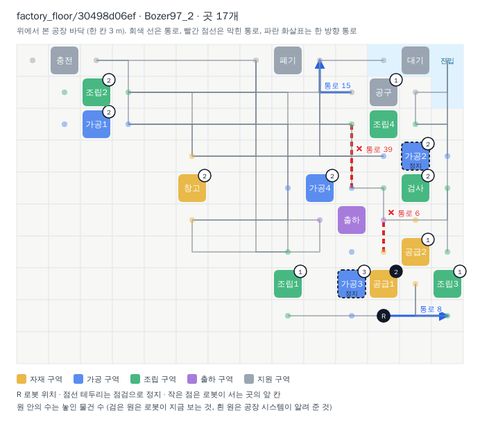 factory_floor/30498d06ef · Bozer97_2 · 곳 17개
위에서 본 공장 바닥 (한 칸 3 m). 회색 선은 통로, 빨간 점선은 막힌 통로, 파란 화살표는 한 방향 통로
충전
폐기
대기
전립
조립2
2
통로 15
공구
1
가공1
2
조립4
통로 39
가공2
정지
2
창고
2
가공4
검사
2
출하
통로 6
공급2
1
조립1
1
가공3
정지
3
공급1
2
조립3
1
통로 8
R
자재 구역
가공 구역
조립 구역
출하 구역
지원 구역
R 로봇 위치 · 점선 테두리는 점검으로 정지 · 작은 점은 로봇이 서는 곳의 앞 칸
원 안의 수는 놓인 물건 수 (검은 원은 로봇이 지금 보는 것, 흰 원은 공장 시스템이 알려 준 것)